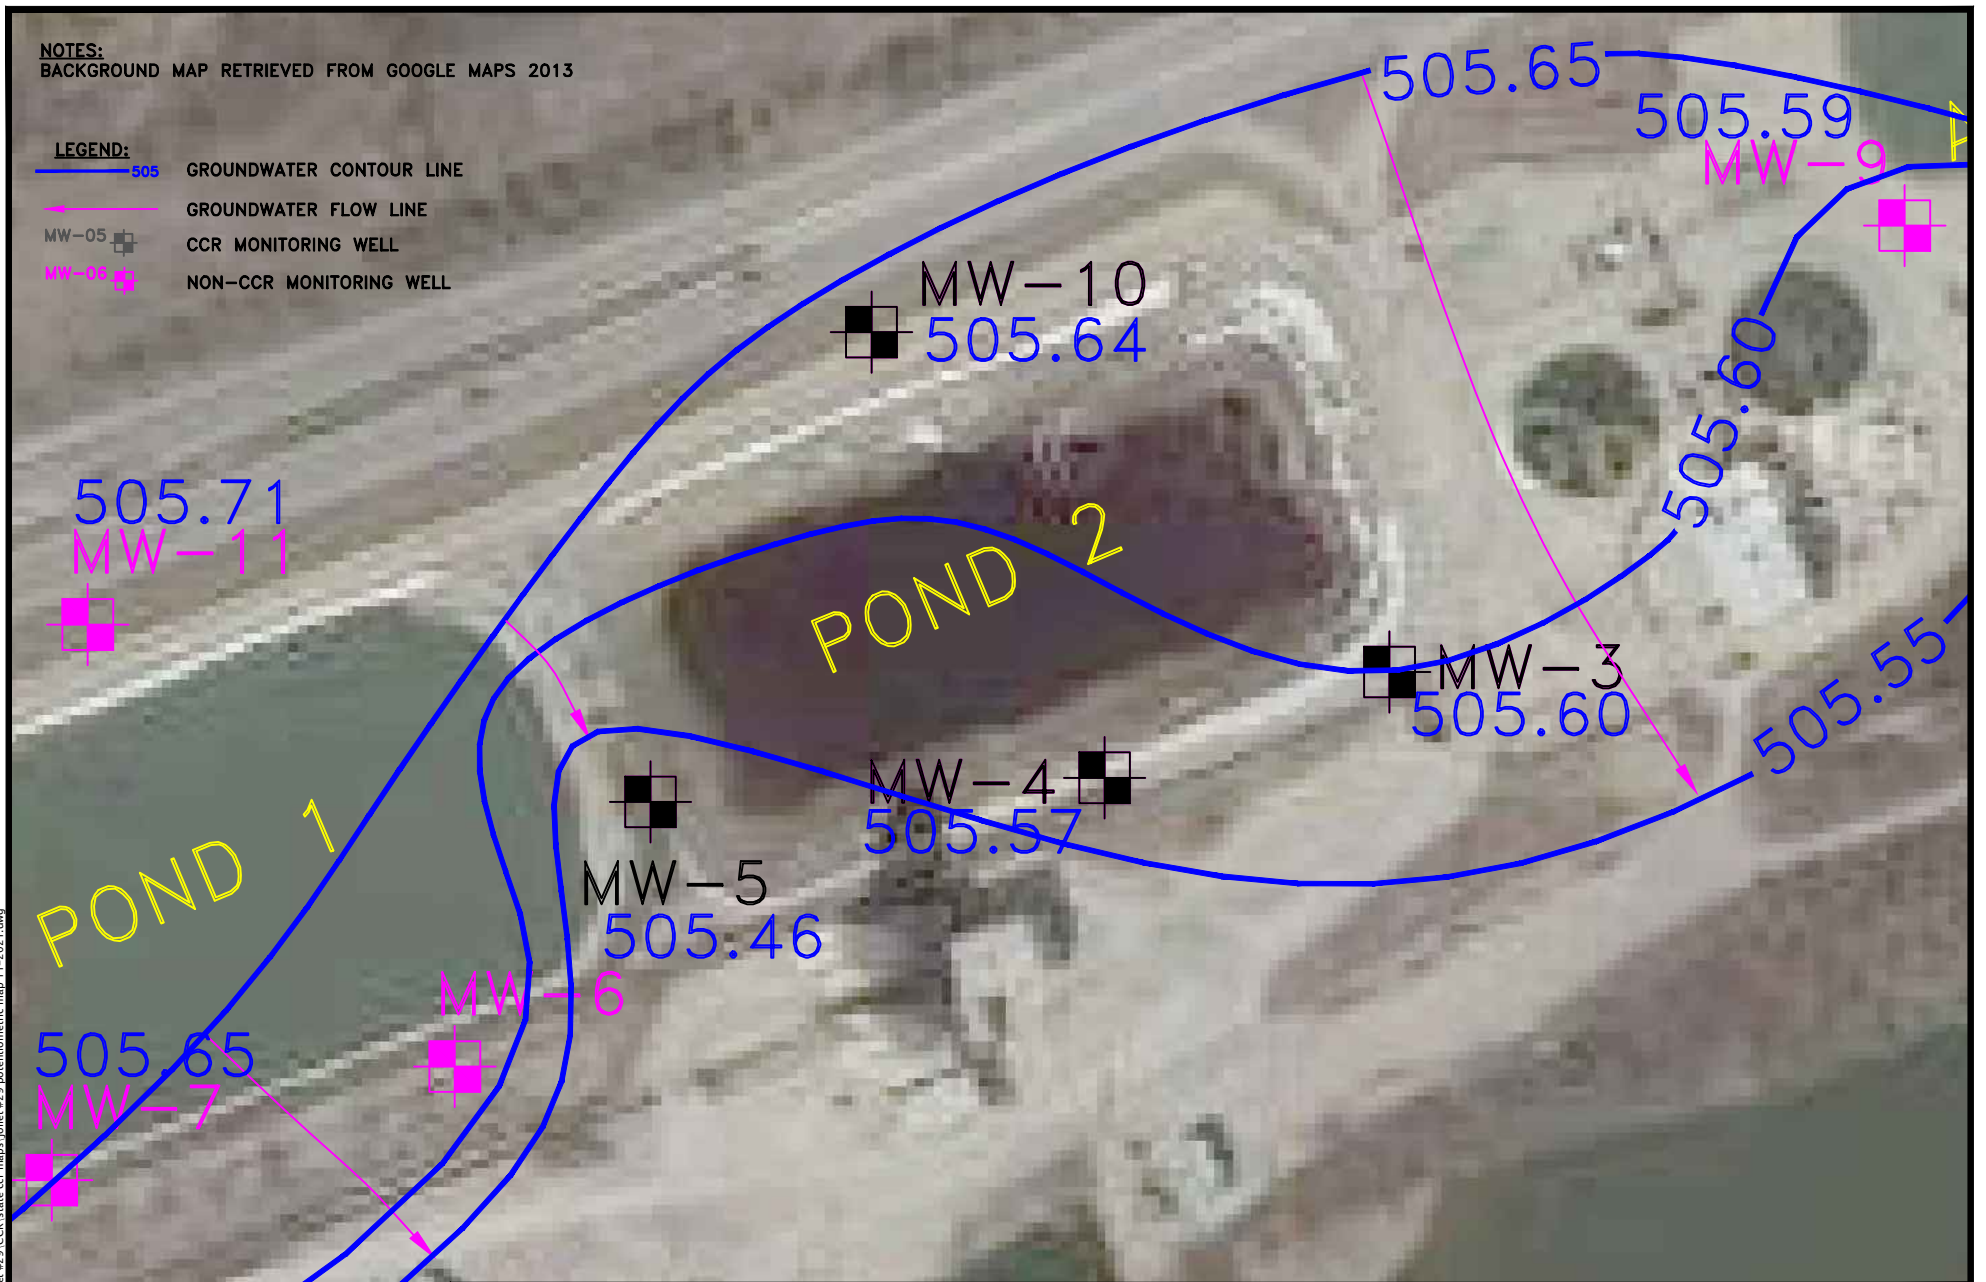 NOTES:
BACKGROUND MAP RETRIEVED FROM GOOGLE MAPS 2013
LEGEND:
505 GROUNDWATER CONTOUR LINE
GROUNDWATER FLOW LINE
MW-05 CCR MONITORING WELL
MW-06 NON-CCR MONITORING WELL
505.65
505.59
MW-9
MW-10
505.64
505.60
505.71
MW-11
POND 2
MW-3
505.60
505.55
MW-4
505.57
POND 1
MW-5
505.46
MW-6
505.65
MW-7